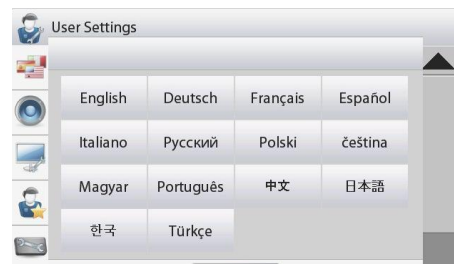 User Settings
English Deutsch Français Español
Italiano Русский Polski čeština
Magyar Português 中文 日本語
한국 Türkçe